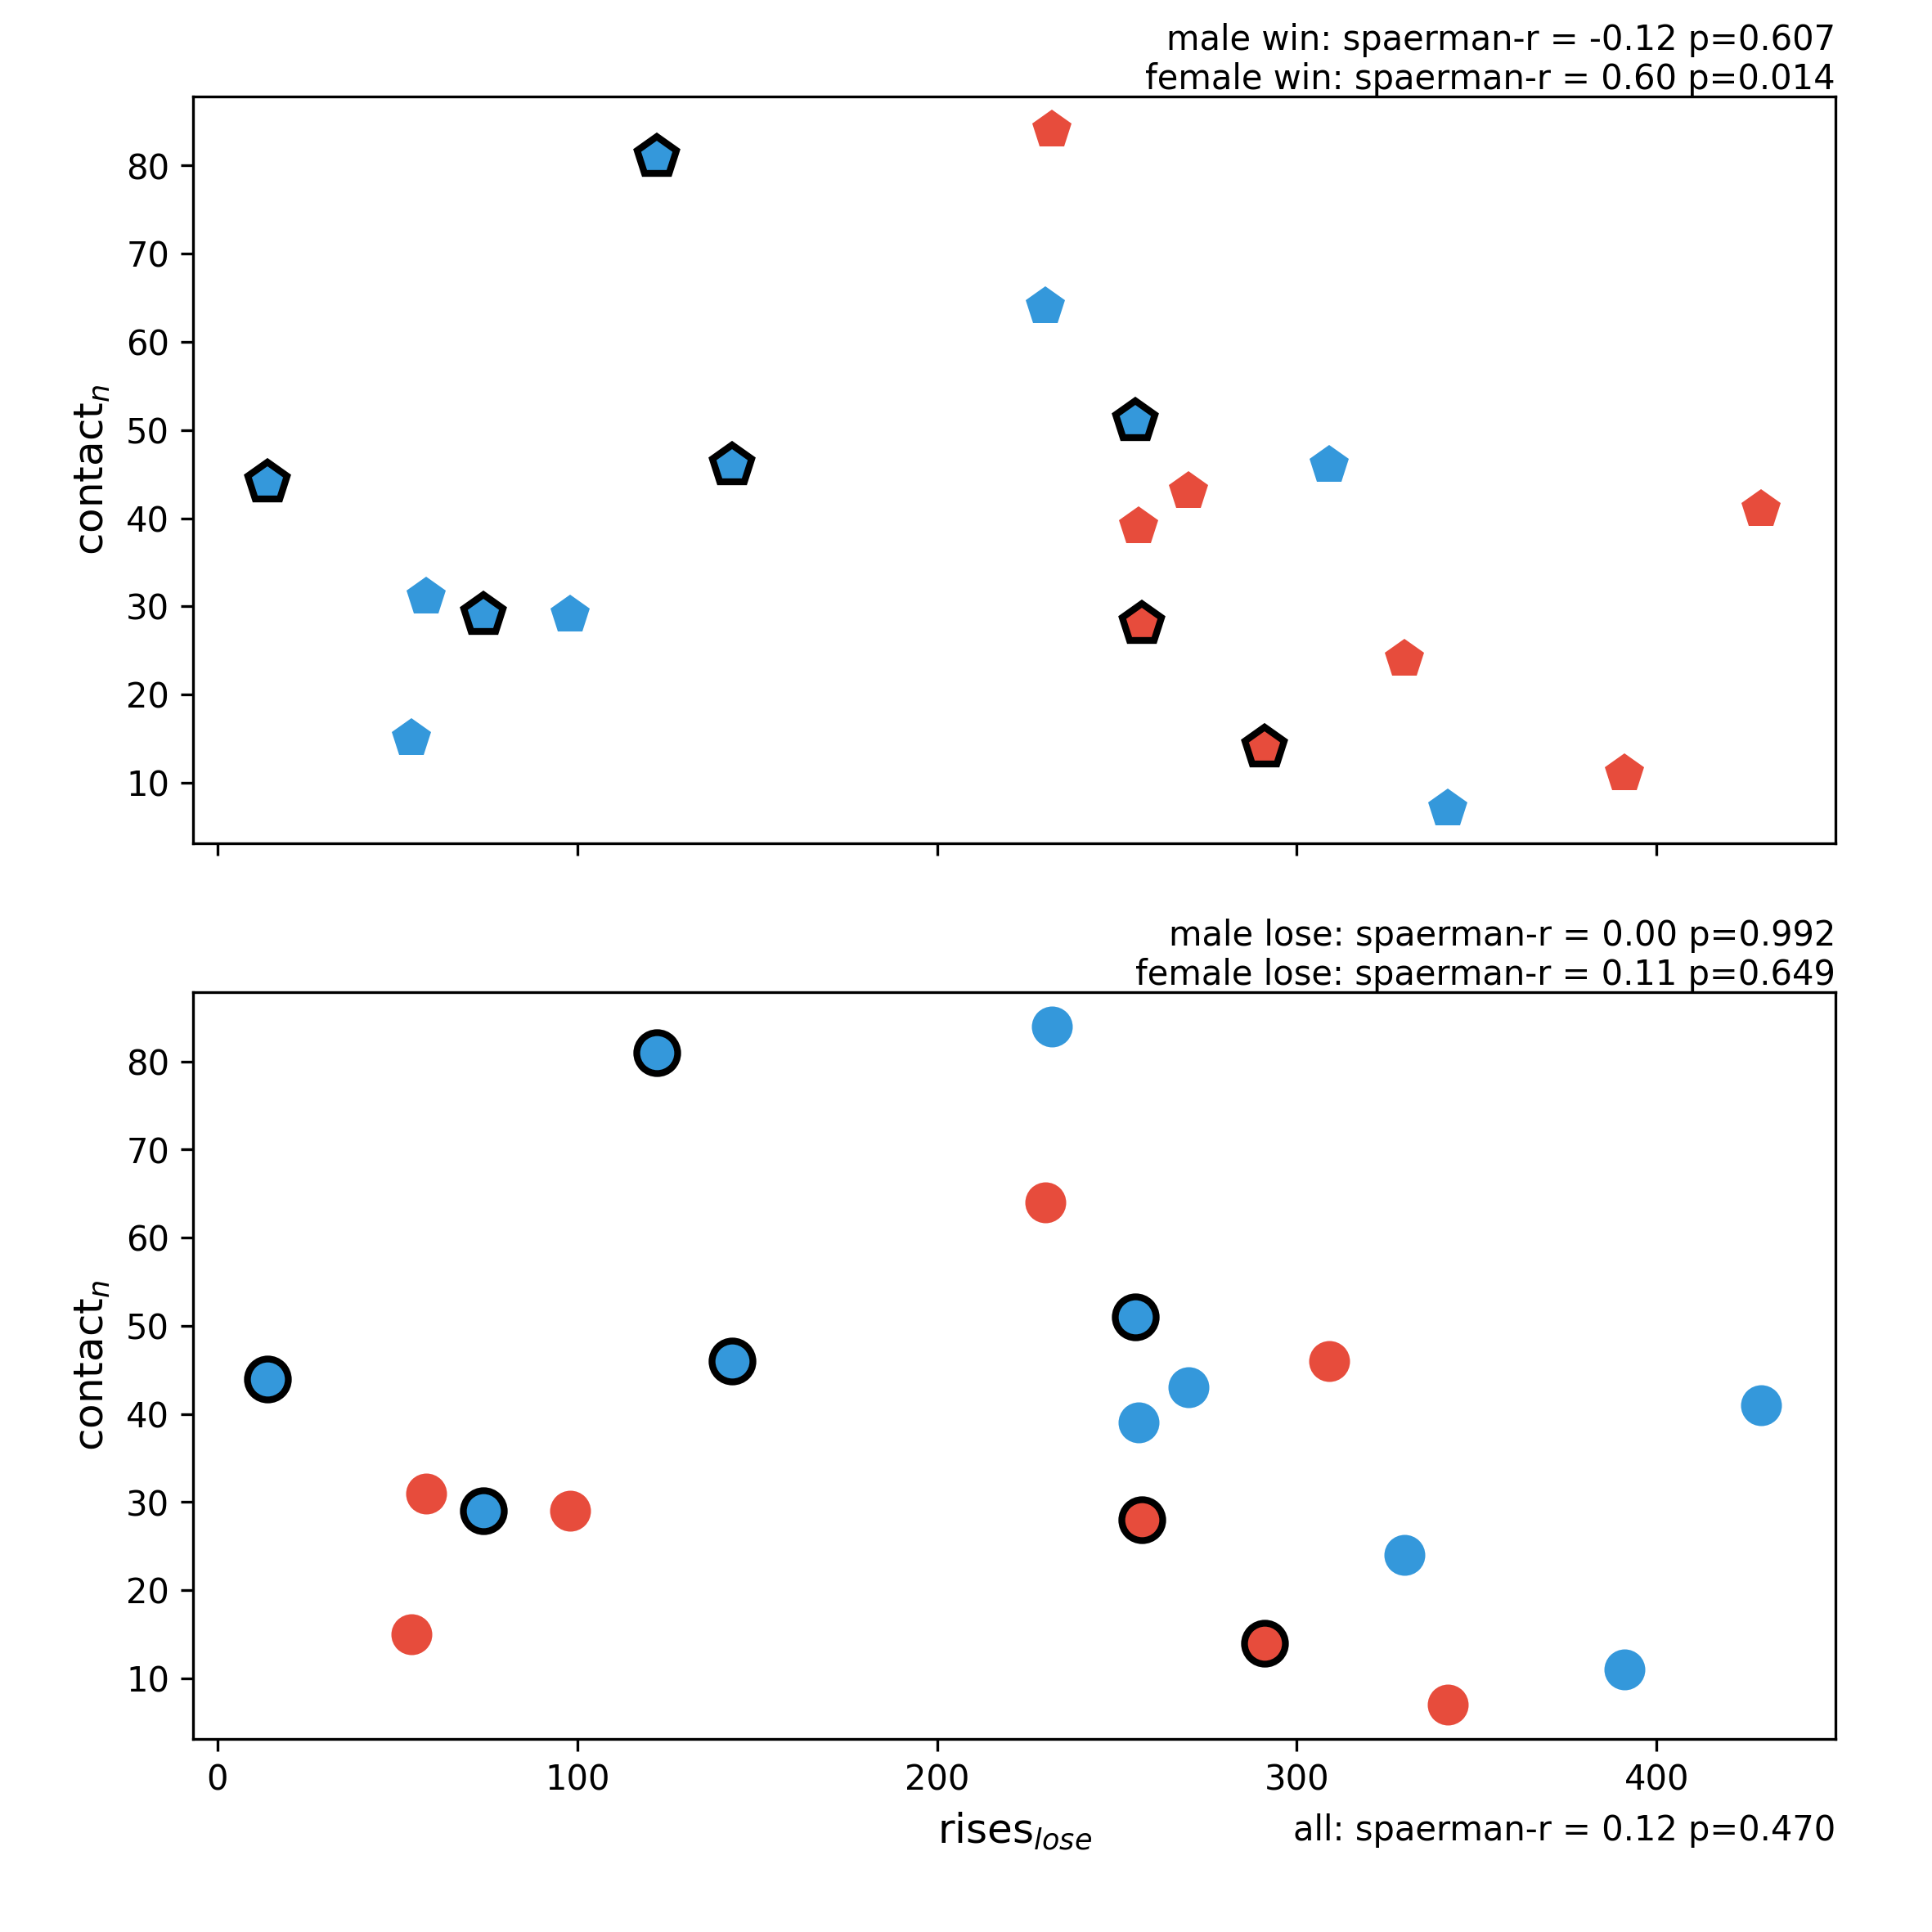 male win: spaerman-r = -0.12 p=0.607
female win: spaerman-r = 0.60 p=0.014
80
70
60
50
40
30
20
10
contactₙ
male lose: spaerman-r = 0.00 p=0.992
female lose: spaerman-r = 0.11 p=0.649
80
70
60
50
40
30
20
10
contactₙ
0 100 200 300 400
rises_lose
all: spaerman-r = 0.12 p=0.470